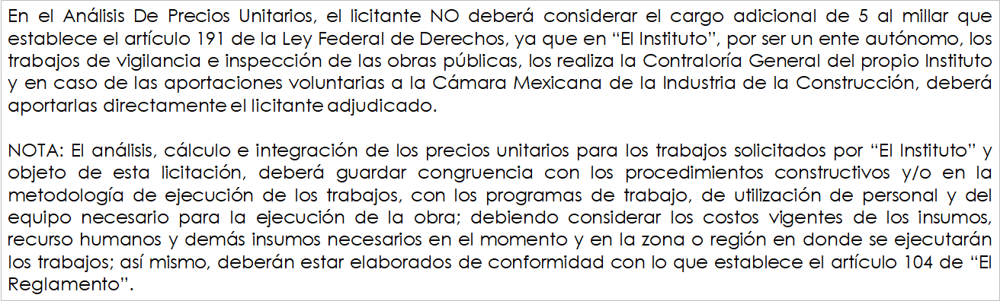 En el Análisis De Precios Unitarios, el licitante NO deberá considerar el cargo adicional de 5 al millar que
establece el artículo 191 de la Ley Federal de Derechos, ya que en “El Instituto”, por ser un ente autónomo, los
trabajos de vigilancia e inspección de las obras públicas, los realiza la Contraloría General del propio Instituto
y en caso de las aportaciones voluntarias a la Cámara Mexicana de la Industria de la Construcción, deberá
aportarlas directamente el licitante adjudicado.
NOTA: El análisis, cálculo e integración de los precios unitarios para los trabajos solicitados por “El Instituto” y
objeto de esta licitación, deberá guardar congruencia con los procedimientos constructivos y/o en la
metodología de ejecución de los trabajos, con los programas de trabajo, de utilización de personal y del
equipo necesario para la ejecución de la obra; debiendo considerar los costos vigentes de los insumos,
recurso humanos y demás insumos necesarios en el momento y en la zona o región en donde se ejecutarán
los trabajos; así mismo, deberán estar elaborados de conformidad con lo que establece el artículo 104 de “El
Reglamento”.